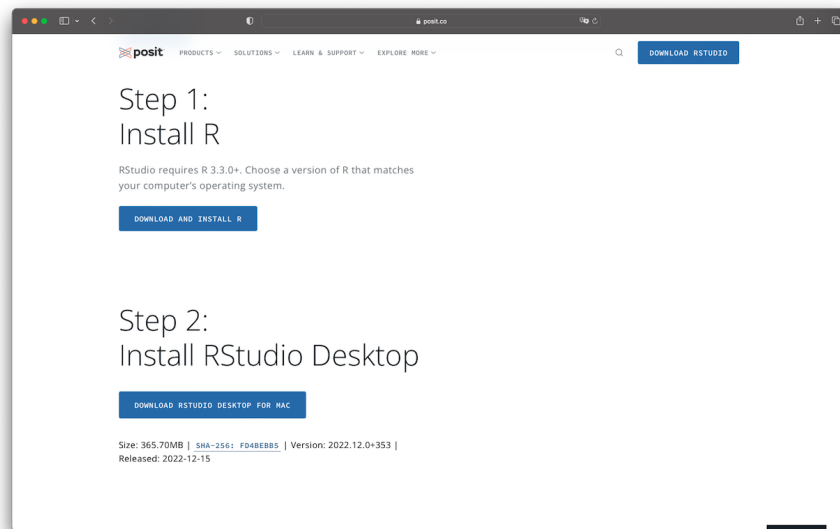 posit.co
posit PRODUCTS SOLUTIONS LEARN & SUPPORT EXPLORE MORE DOWNLOAD RSTUDIO
Step 1:
Install R
RStudio requires R 3.3.0+. Choose a version of R that matches
your computer's operating system.
DOWNLOAD AND INSTALL R
Step 2:
Install RStudio Desktop
DOWNLOAD RSTUDIO DESKTOP FOR MAC
Size: 365.70MB | SHA-256: FD4BEBB5 | Version: 2022.12.0+353 |
Released: 2022-12-15